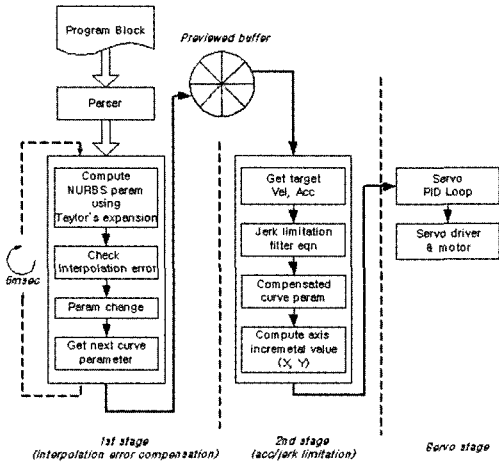 Program Block
Previewed buffer
Parser
Compute
NURBS param
using
Taylor's expansion
Check
Interpolation error
Param change
Get next curve
parameter
6msec
Get target
Vel, Acc
Jerk limitation
filter eqn
Compensated
curve param
Compute axis
incremetal value
(X, Y)
Servo
PID Loop
Servo driver
& motor
1st stage
(Interpolation error compensation)
2nd stage
(acc/jerk limitation)
Servo stage